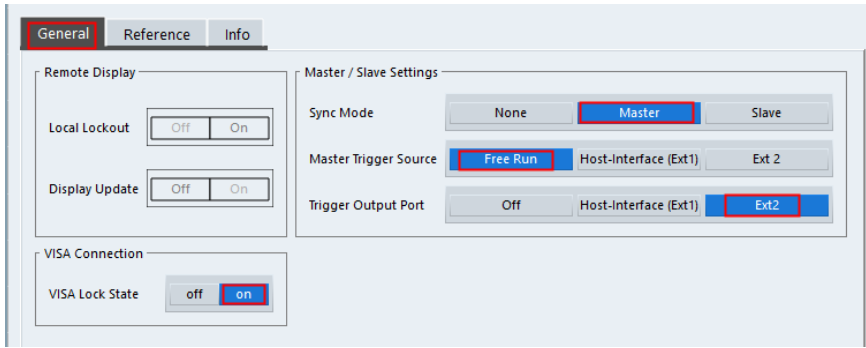 General Reference Info
Remote Display
Local Lockout Off On
Display Update Off On
Master / Slave Settings
Sync Mode None Master Slave
Master Trigger Source Free Run Host-Interface (Ext1) Ext 2
Trigger Output Port Off Host-Interface (Ext1) Ext2
VISA Connection
VISA Lock State off on